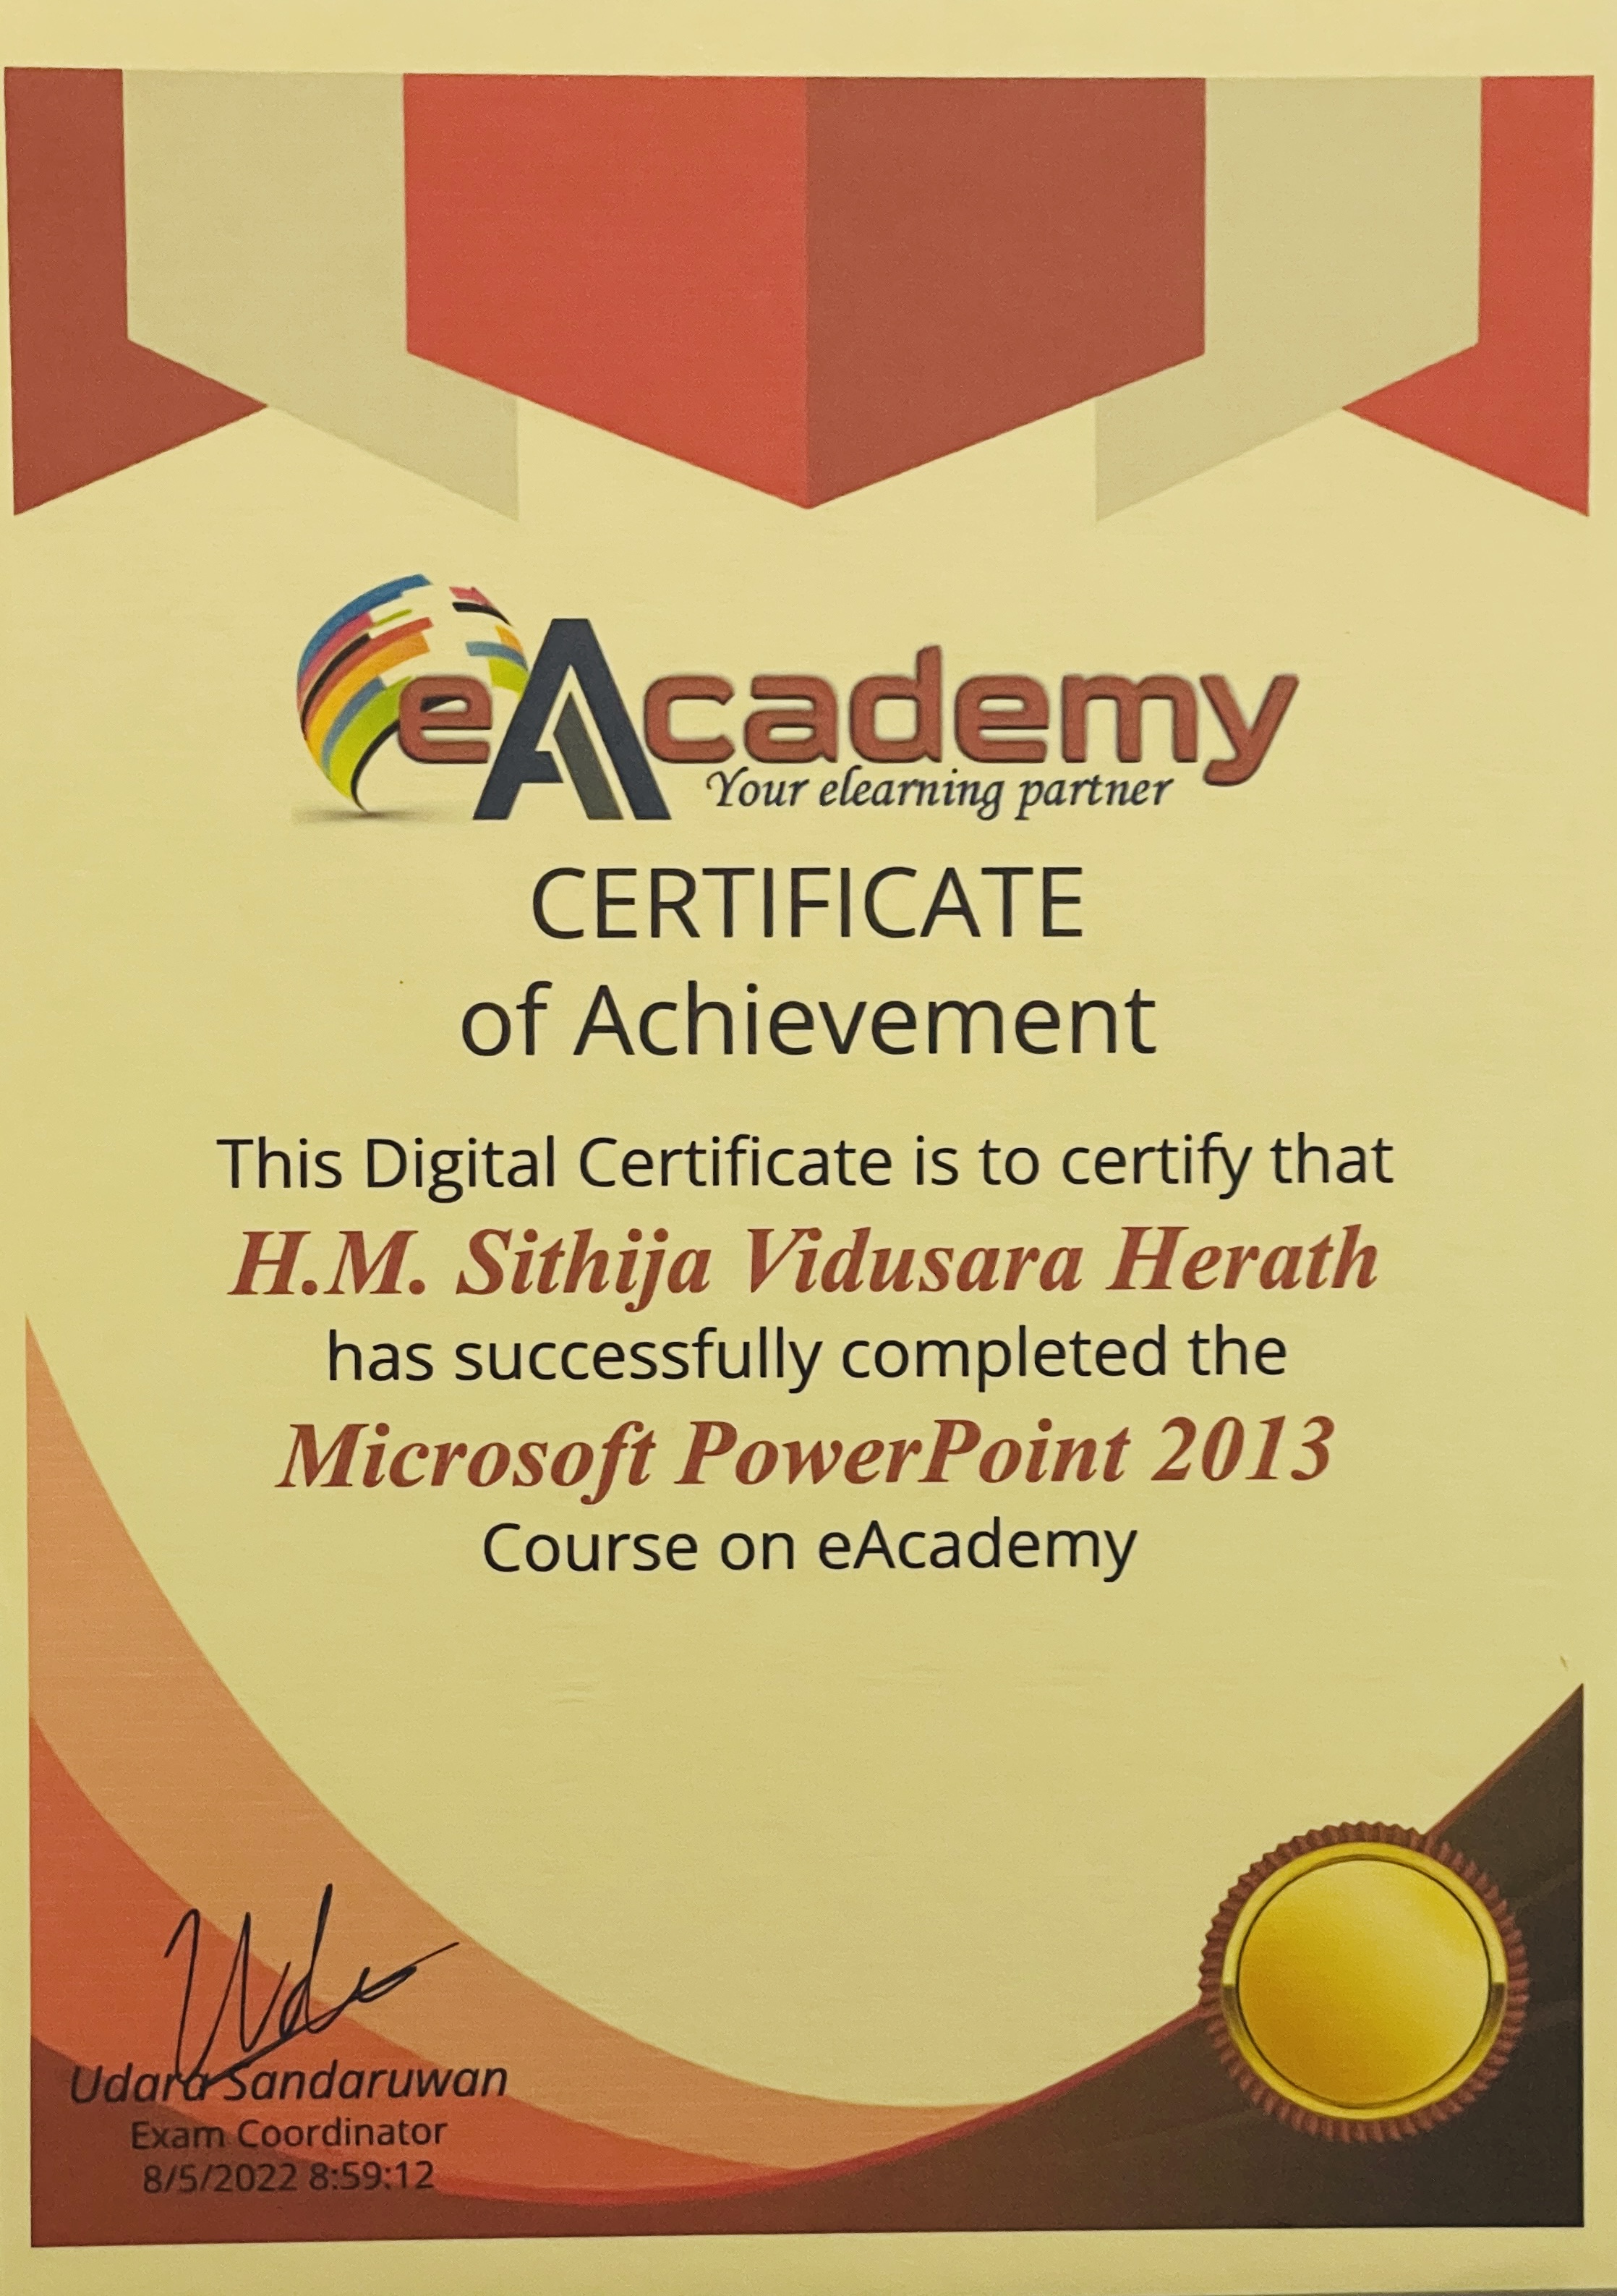 eAcademy
Your elearning partner
CERTIFICATE
of Achievement
This Digital Certificate is to certify that
H.M. Sithija Vidusara Herath
has successfully completed the
Microsoft PowerPoint 2013
Course on eAcademy
Udara Sandaruwan
Exam Coordinator
8/5/2022 8:59:12